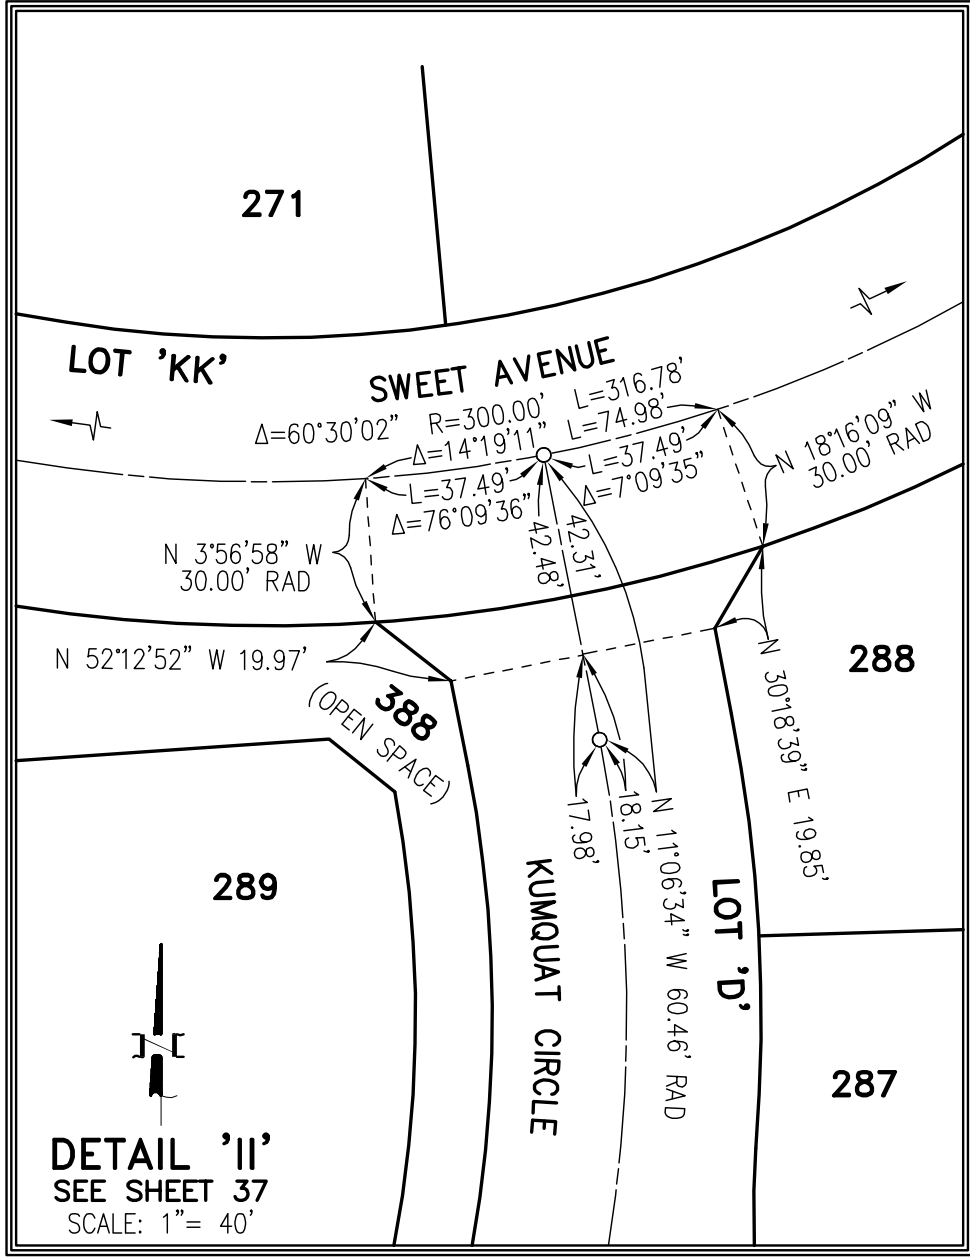 271
LOT 'KK'
SWEET AVENUE
Δ=60°30'02" R=300.00' L=316.78'
Δ=14°19'11" L=74.98'
L=37.49' L=37.49'
Δ=76°09'36" Δ=7°09'35"
N 18°16'09" W
30.00' RAD
N 3°56'58" W
30.00' RAD
42.48'
42.31'
N 52°12'52" W 19.97'
388
(OPEN SPACE)
288
N 30°18'39" E 19.85'
17.98'
18.15'
N 11°06'34" W 60.46' RAD
289
KUMQUAT CIRCLE
LOT 'D'
287
DETAIL 'II'
SEE SHEET 37
SCALE: 1"= 40'